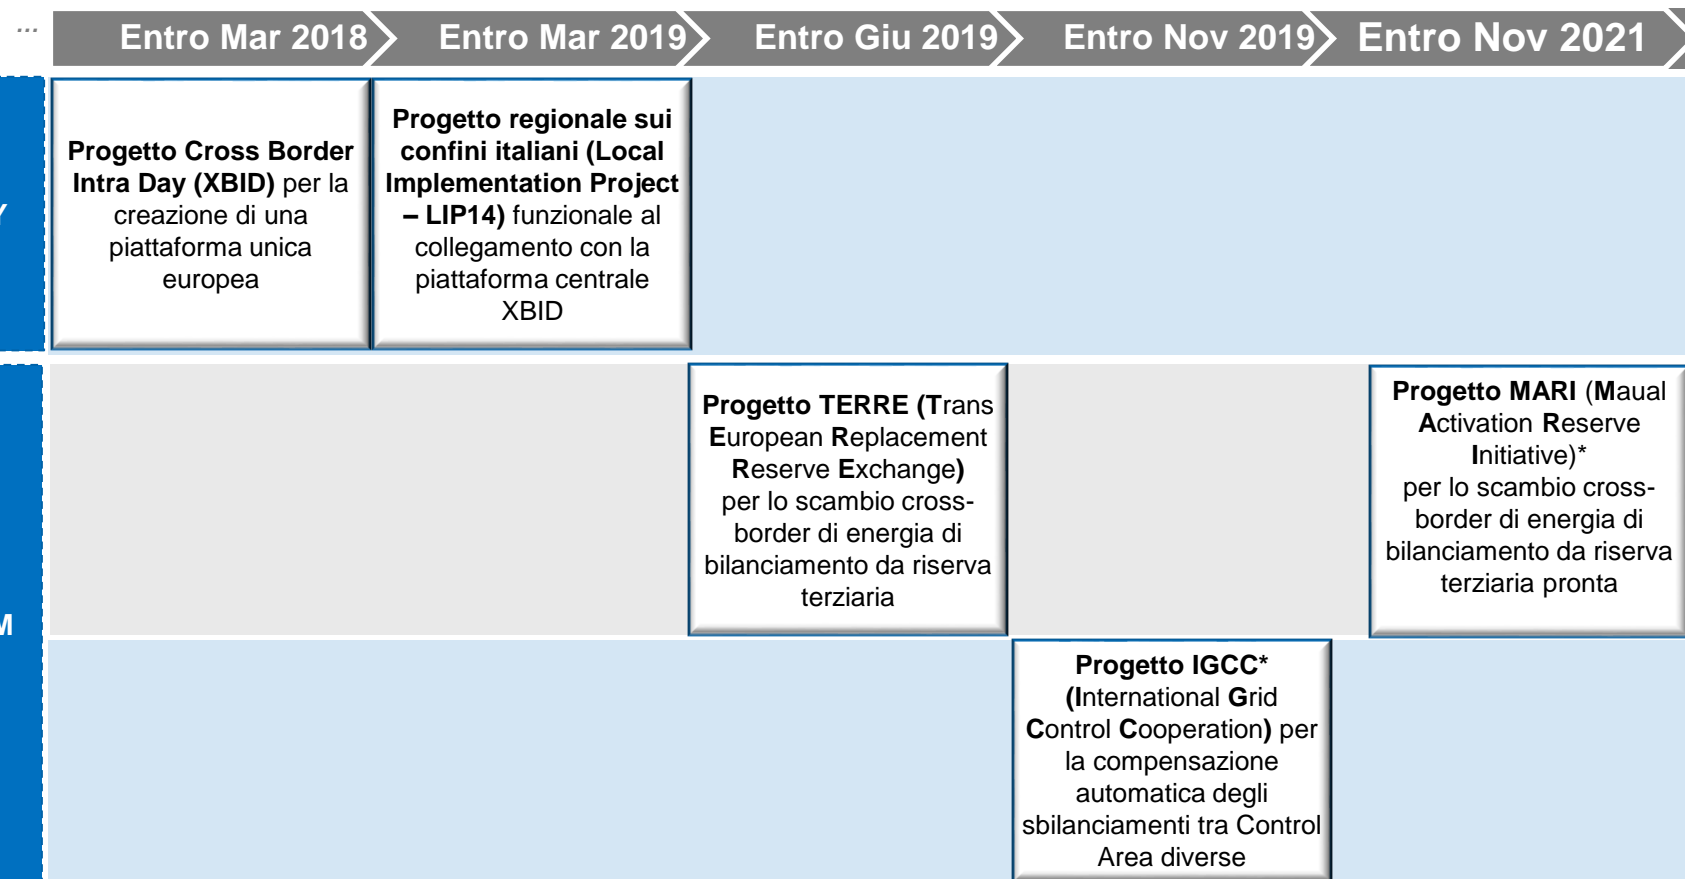 ...
Entro Mar 2018
Entro Mar 2019
Entro Giu 2019
Entro Nov 2019
Entro Nov 2021
Y
Progetto Cross Border
Intra Day (XBID) per la
creazione di una
piattaforma unica
europea
Progetto regionale sui
confini italiani (Local
Implementation Project
– LIP14) funzionale al
collegamento con la
piattaforma centrale
XBID
M
Progetto TERRE (Trans
European Replacement
Reserve Exchange)
per lo scambio cross-
border di energia di
bilanciamento da riserva
terziaria
Progetto MARI (Maual
Activation Reserve
Initiative)*
per lo scambio cross-
border di energia di
bilanciamento da riserva
terziaria pronta
Progetto IGCC*
(International Grid
Control Cooperation) per
la compensazione
automatica degli
sbilanciamenti tra Control
Area diverse